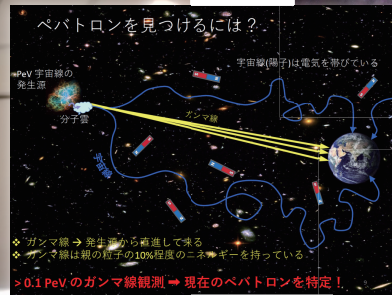 ペバトロンを見つけるには？
宇宙線(陽子)は電気を帯びている
PeV 宇宙線の
発生源
ガンマ線
分子雲
宇宙線
❖ ガンマ線 → 発生源から直進して来る
❖ ガンマ線は親の粒子の10%程度のエネルギーを持っている
> 0.1 PeV のガンマ線観測 ➡ 現在のペバトロンを特定！